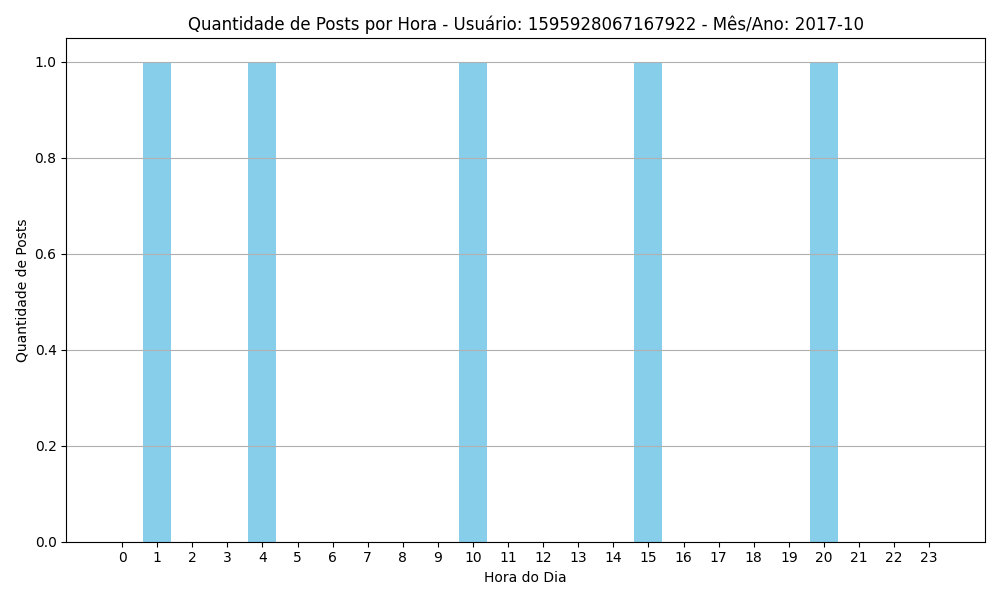 Quantidade de Posts por Hora - Usuário: 1595928067167922 - Mês/Ano: 2017-10
Quantidade de Posts
1.0
0.8
0.6
0.4
0.2
0.0
0 1 2 3 4 5 6 7 8 9 10 11 12 13 14 15 16 17 18 19 20 21 22 23
Hora do Dia